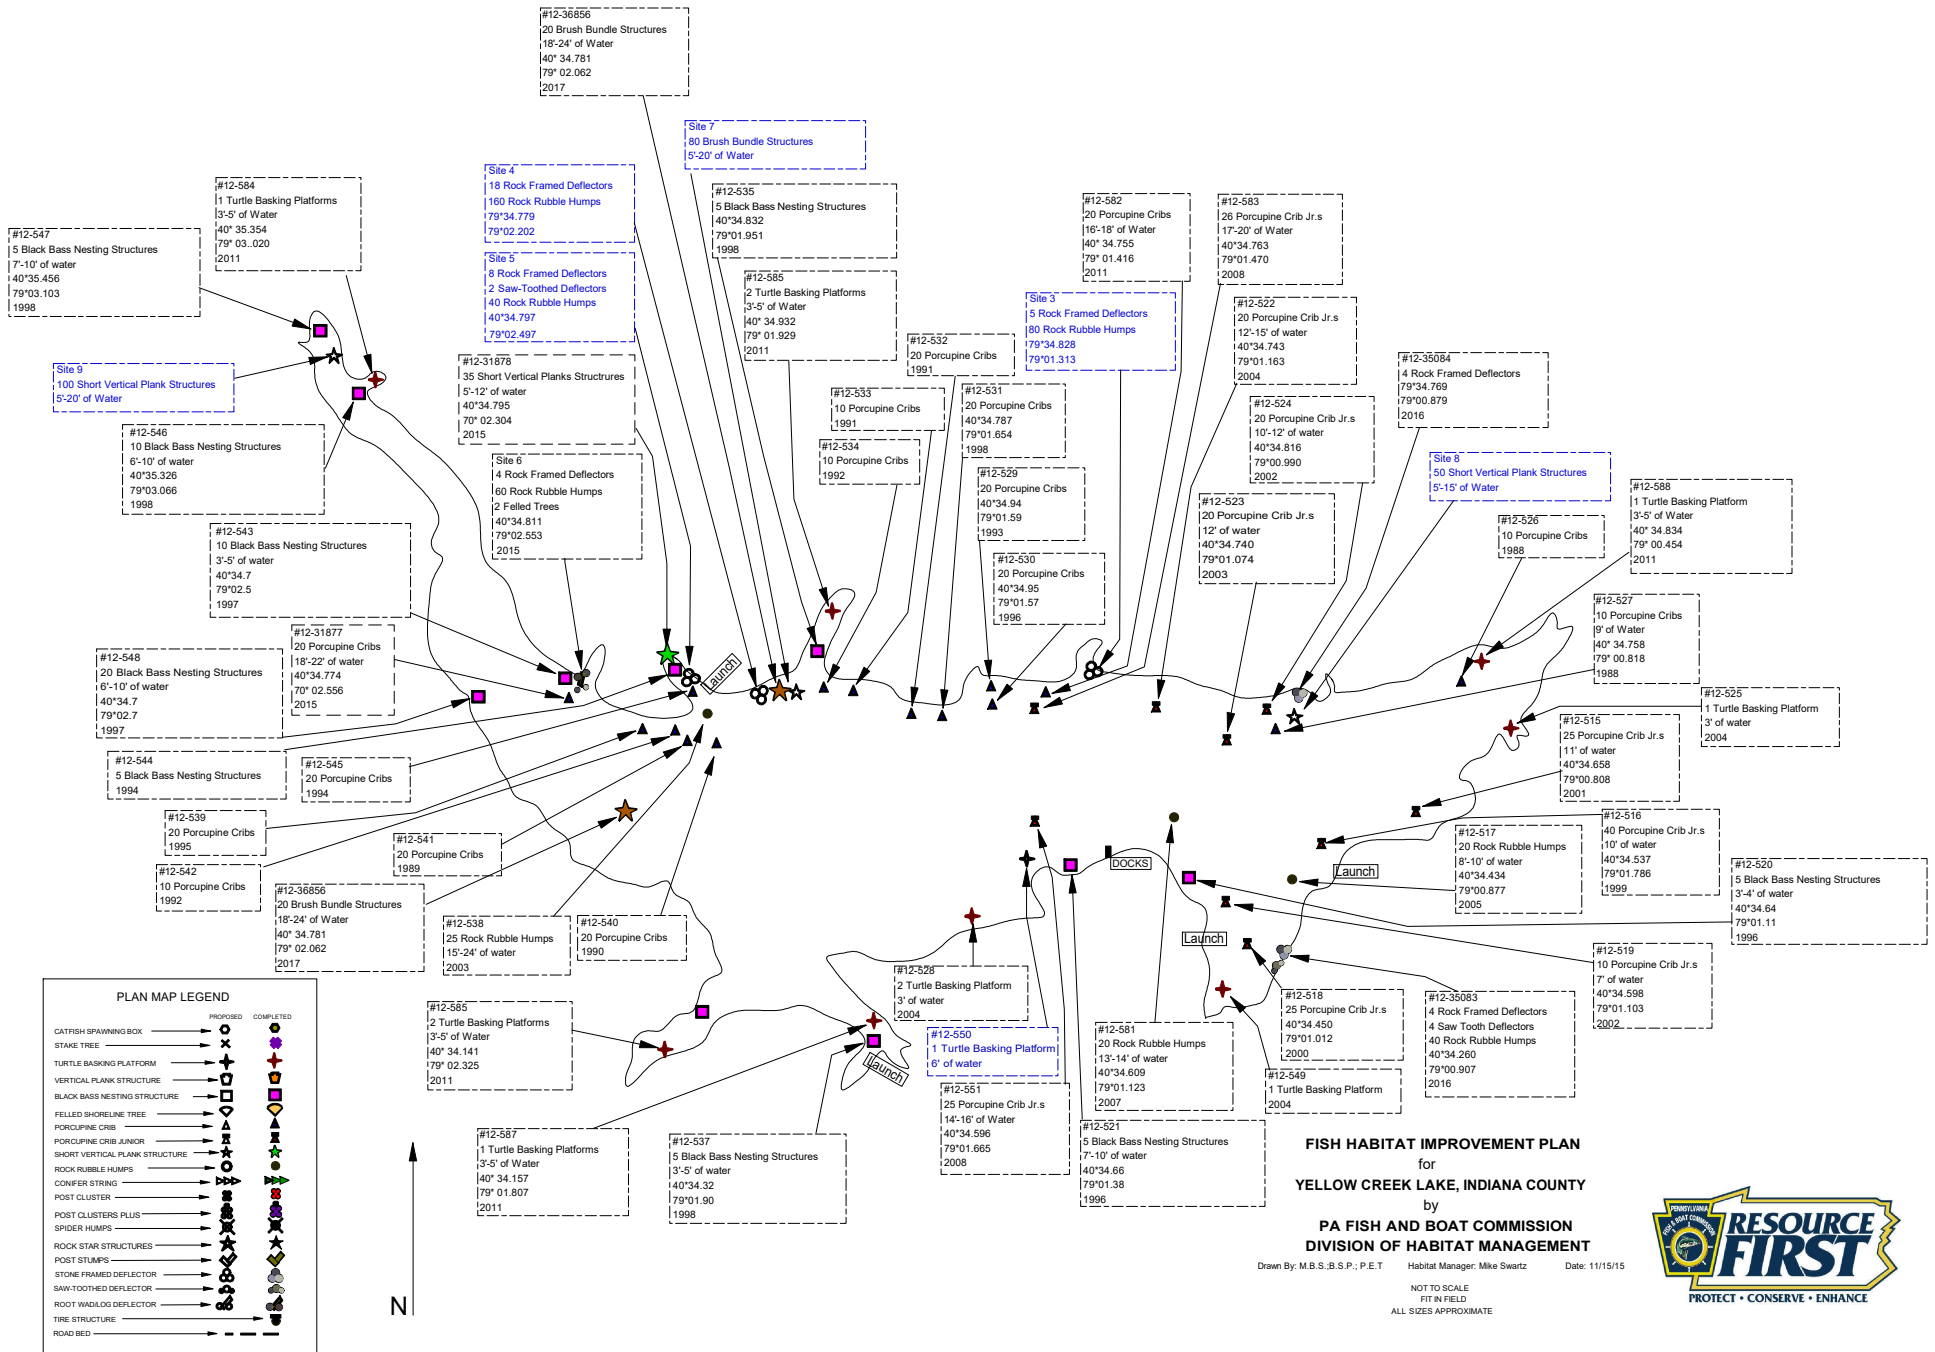 #12-36856
20 Brush Bundle Structures
18'-24' of Water
40* 34.781
79* 02.062
2017
Site 7
80 Brush Bundle Structures
5'-20' of Water
Site 4
18 Rock Framed Deflectors
160 Rock Rubble Humps
79*34.779
79*02.202
#12-584
1 Turtle Basking Platforms
3'-5' of Water
40* 35.354
79* 03..020
2011
#12-535
5 Black Bass Nesting Structures
40*34.832
79*01.951
1998
#12-582
20 Porcupine Cribs
16'-18' of Water
40* 34.755
79* 01.416
2011
#12-583
26 Porcupine Crib Jr.s
17'-20' of Water
40*34.763
79*01.470
2008
#12-547
5 Black Bass Nesting Structures
7'-10' of water
40*35.456
79*03.103
1998
Site 5
8 Rock Framed Deflectors
2 Saw-Toothed Deflectors
40 Rock Rubble Humps
40*34.797
79*02.497
#12-585
2 Turtle Basking Platforms
3'-5' of Water
40* 34.932
79* 01.929
2011
Site 3
5 Rock Framed Deflectors
80 Rock Rubble Humps
79*34.828
79*01.313
#12-522
20 Porcupine Crib Jr.s
12'-15' of water
40*34.743
79*01.163
2004
#12-532
20 Porcupine Cribs
1991
#12-35084
4 Rock Framed Deflectors
79*34.769
79*00.879
2016
Site 9
100 Short Vertical Plank Structures
5'-20' of Water
#12-31878
35 Short Vertical Planks Structrures
5'-12' of water
40*34.795
70* 02.304
2015
#12-533
10 Porcupine Cribs
1991
#12-531
20 Porcupine Cribs
40*34.787
79*01.654
1998
#12-524
20 Porcupine Crib Jr.s
10'-12' of water
40*34.816
79*00.990
2002
#12-546
10 Black Bass Nesting Structures
6'-10' of water
40*35.326
79*03.066
1998
#12-534
10 Porcupine Cribs
1992
Site 6
4 Rock Framed Deflectors
60 Rock Rubble Humps
2 Felled Trees
40*34.811
79*02.553
2015
#12-529
20 Porcupine Cribs
40*34.94
79*01.59
1993
Site 8
50 Short Vertical Plank Structures
5'-15' of Water
#12-588
1 Turtle Basking Platform
3'-5' of Water
40* 34.834
79* 00.454
2011
#12-523
20 Porcupine Crib Jr.s
12' of water
40*34.740
79*01.074
2003
#12-526
10 Porcupine Cribs
1988
#12-543
10 Black Bass Nesting Structures
3'-5' of water
40*34.7
79*02.5
1997
#12-530
20 Porcupine Cribs
40*34.95
79*01.57
1996
#12-527
10 Porcupine Cribs
9' of Water
40* 34.758
79* 00.818
1988
#12-31877
20 Porcupine Cribs
18'-22' of water
40*34.774
70* 02.556
2015
#12-548
20 Black Bass Nesting Structures
6'-10' of water
40*34.7
79*02.7
1997
Launch
#12-525
1 Turtle Basking Platform
3' of water
2004
#12-515
25 Porcupine Crib Jr.s
11' of water
40*34.658
79*00.808
2001
#12-544
5 Black Bass Nesting Structures
1994
#12-545
20 Porcupine Cribs
1994
#12-539
20 Porcupine Cribs
1995
#12-516
40 Porcupine Crib Jr.s
10' of water
40*34.537
79*01.786
1999
#12-517
20 Rock Rubble Humps
8'-10' of water
40*34.434
79*00.877
2005
#12-541
20 Porcupine Cribs
1989
DOCKS
Launch
#12-542
10 Porcupine Cribs
1992
#12-520
5 Black Bass Nesting Structures
3'-4' of water
40*34.64
79*01.11
1996
#12-36856
20 Brush Bundle Structures
18'-24' of Water
40* 34.781
79* 02.062
2017
#12-538
25 Rock Rubble Humps
15'-24' of water
2003
#12-540
20 Porcupine Cribs
1990
Launch
#12-519
10 Porcupine Crib Jr.s
7' of water
40*34.598
79*01.103
2002
#12-528
2 Turtle Basking Platform
3' of water
2004
#12-518
25 Porcupine Crib Jr.s
40*34.450
79*01.012
2000
#12-35083
4 Rock Framed Deflectors
4 Saw Tooth Deflectors
40 Rock Rubble Humps
40*34.260
79*00.907
2016
#12-585
2 Turtle Basking Platforms
3'-5' of Water
40* 34.141
79* 02.325
2011
#12-550
1 Turtle Basking Platform
6' of water
#12-581
20 Rock Rubble Humps
13'-14' of water
40*34.609
79*01.123
2007
Launch
#12-549
1 Turtle Basking Platform
2004
#12-551
25 Porcupine Crib Jr.s
14'-16' of Water
40*34.596
79*01.665
2008
#12-521
5 Black Bass Nesting Structures
7'-10' of water
40*34.66
79*01.38
1996
#12-587
1 Turtle Basking Platforms
3'-5' of Water
40* 34.157
79* 01.807
2011
#12-537
5 Black Bass Nesting Structures
3'-5' of water
40*34.32
79*01.90
1998
PLAN MAP LEGEND
PROPOSED COMPLETED
CATFISH SPAWNING BOX
STAKE TREE
TURTLE BASKING PLATFORM
VERTICAL PLANK STRUCTURE
BLACK BASS NESTING STRUCTURE
FELLED SHORELINE TREE
PORCUPINE CRIB
PORCUPINE CRIB JUNIOR
SHORT VERTICAL PLANK STRUCTURE
ROCK RUBBLE HUMPS
CONIFER STRING
POST CLUSTER
POST CLUSTERS PLUS
SPIDER HUMPS
ROCK STAR STRUCTURES
POST STUMPS
STONE FRAMED DEFLECTOR
SAW-TOOTHED DEFLECTOR
ROOT WAD/LOG DEFLECTOR
TIRE STRUCTURE
ROAD BED
N
FISH HABITAT IMPROVEMENT PLAN
for
YELLOW CREEK LAKE, INDIANA COUNTY
by
PA FISH AND BOAT COMMISSION
DIVISION OF HABITAT MANAGEMENT
Drawn By: M.B.S.;B.S.P.; P.E.T Habitat Manager: Mike Swartz Date: 11/15/15
NOT TO SCALE
FIT IN FIELD
ALL SIZES APPROXIMATE
PENNSYLVANIA
FISH & BOAT COMMISSION
RESOURCE
FIRST
PROTECT • CONSERVE • ENHANCE